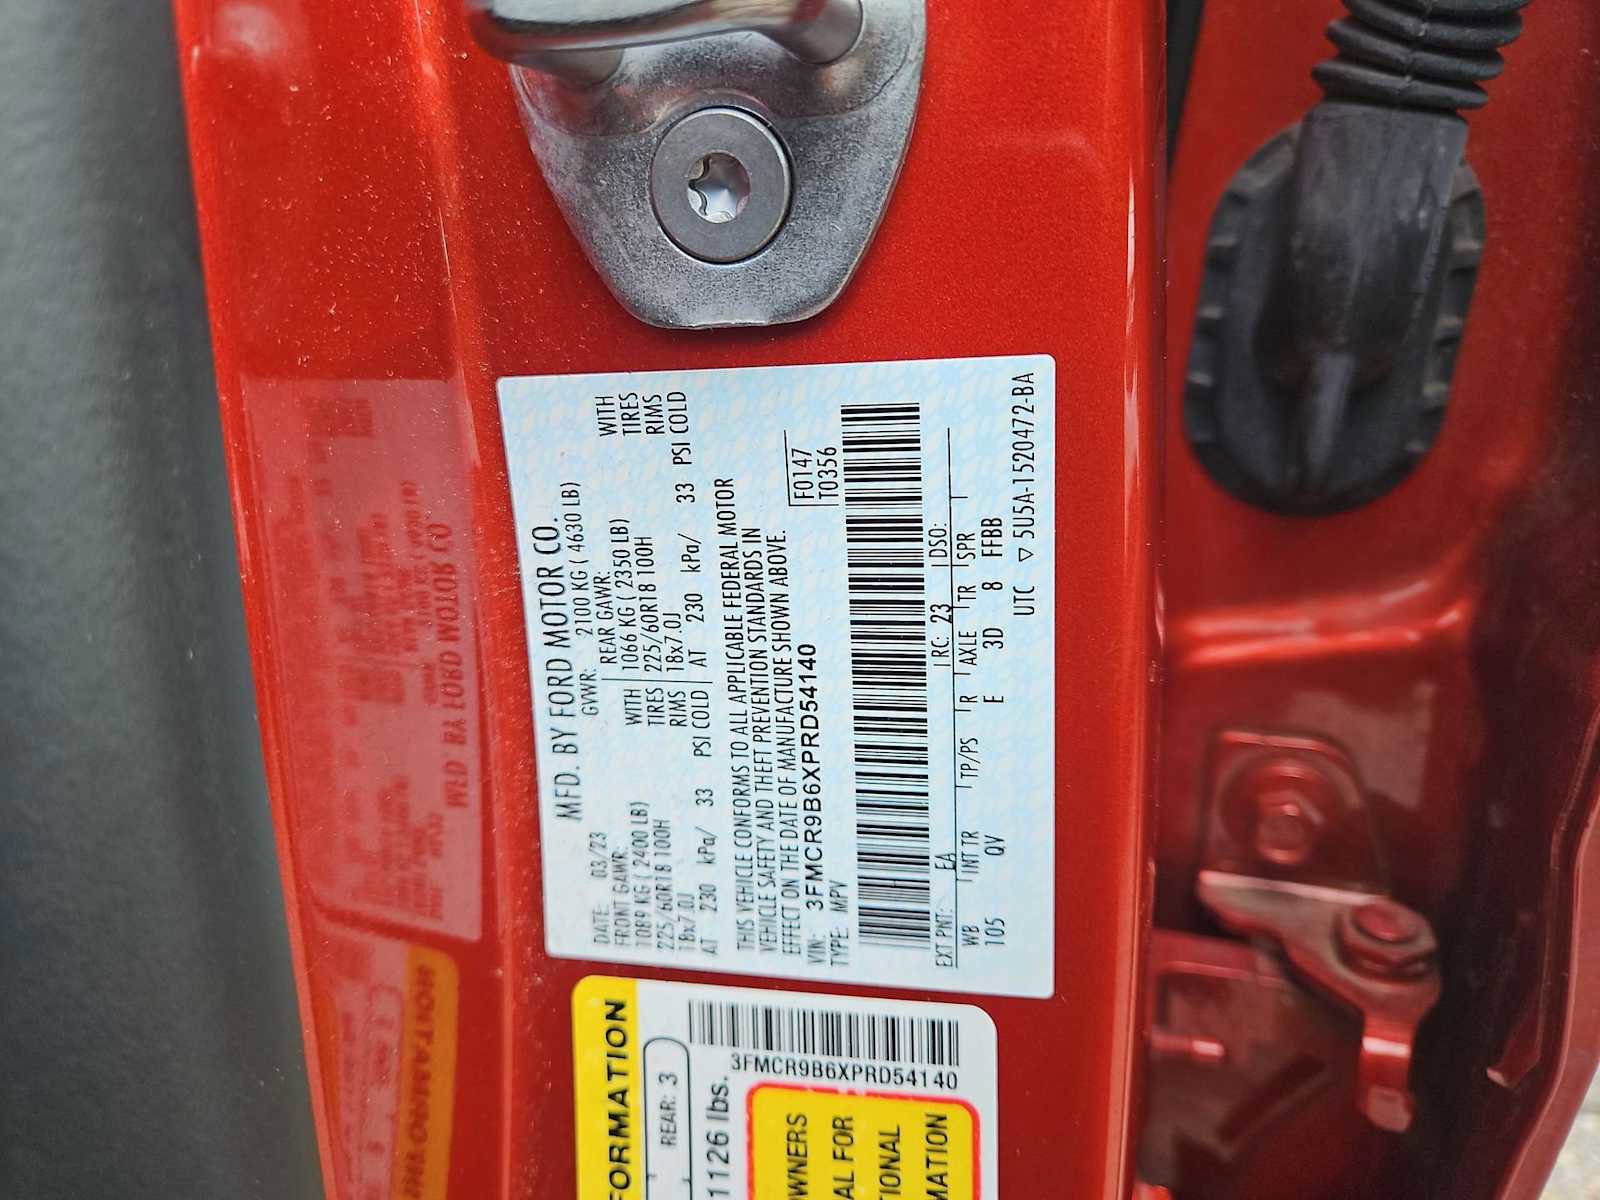 MFD. BY FORD MOTOR CO.
DATE: 03/23 GVWR: 2100 KG ( 4630 LB)
FRONT GAWR: REAR GAWR:
1089 KG ( 2400 LB) WITH 1066 KG ( 2350 LB) WITH
225/60R18 100H TIRES 225/60R18 100H TIRES
18x7.0J RIMS 18x7.0J RIMS
AT 230 kPa/ 33 PSI COLD AT 230 kPa/ 33 PSI COLD
THIS VEHICLE CONFORMS TO ALL APPLICABLE FEDERAL MOTOR
VEHICLE SAFETY AND THEFT PREVENTION STANDARDS IN
EFFECT ON THE DATE OF MANUFACTURE SHOWN ABOVE.
VIN: 3FMCR9B6XPRD54140 F0147
TYPE: MPV T0356
EXT PNT: EA RC: 23 DSO:
WB INT TR TP/PS R AXLE TR SPR
105 QV E 3D 8 FFBB
UTC ▽ 5U5A-1520472-BA
FORMATION
REAR: 3
1126 lbs.
3FMCR9B6XPRD54140
OWNERS
AL FOR
TIONAL
MATION